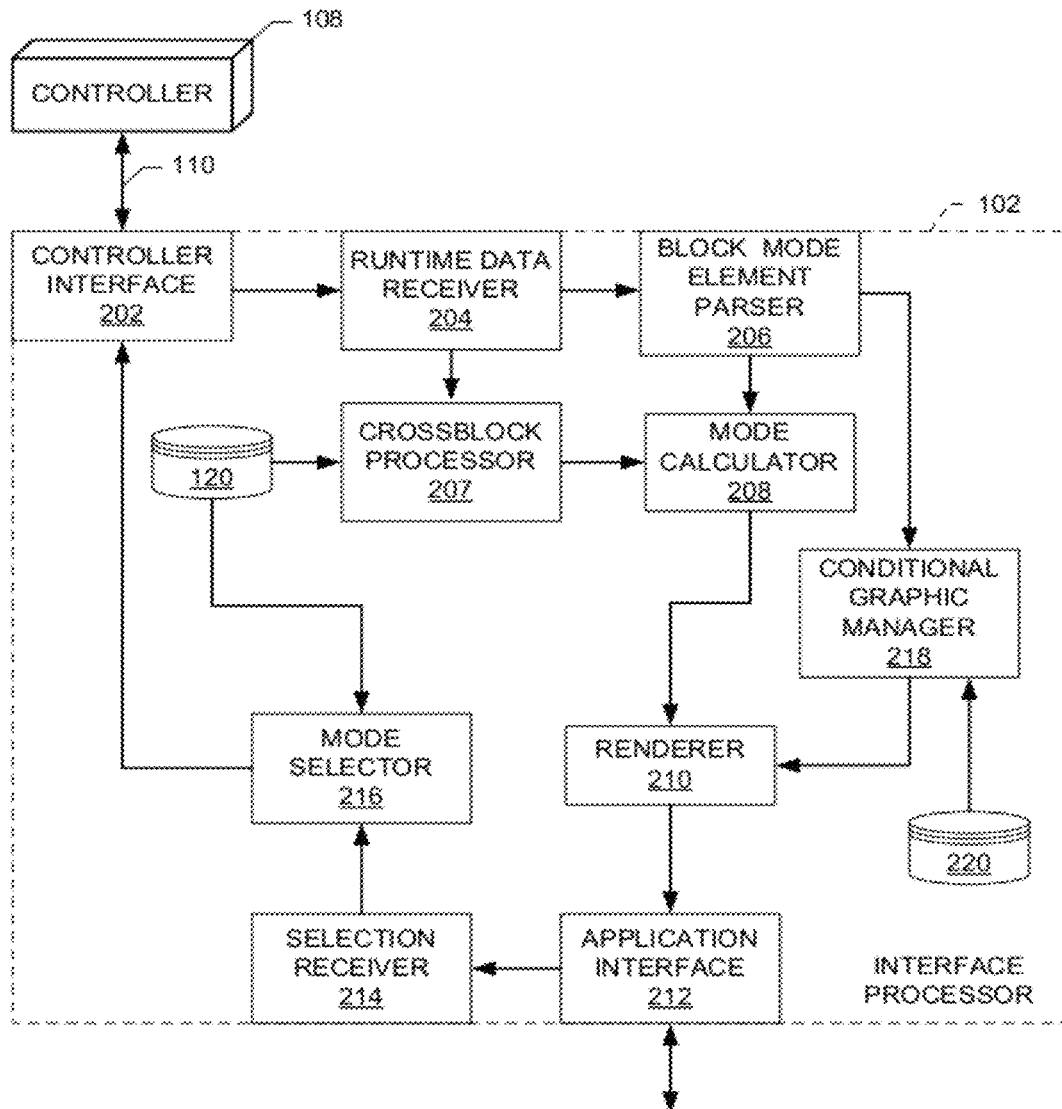 108
CONTROLLER
110
102
CONTROLLER
INTERFACE
202
RUNTIME DATA
RECEIVER
204
BLOCK MODE
ELEMENT
PARSER
206
120
CROSSBLOCK
PROCESSOR
207
MODE
CALCULATOR
208
CONDITIONAL
GRAPHIC
MANAGER
218
MODE
SELECTOR
216
RENDERER
210
220
SELECTION
RECEIVER
214
APPLICATION
INTERFACE
212
INTERFACE
PROCESSOR